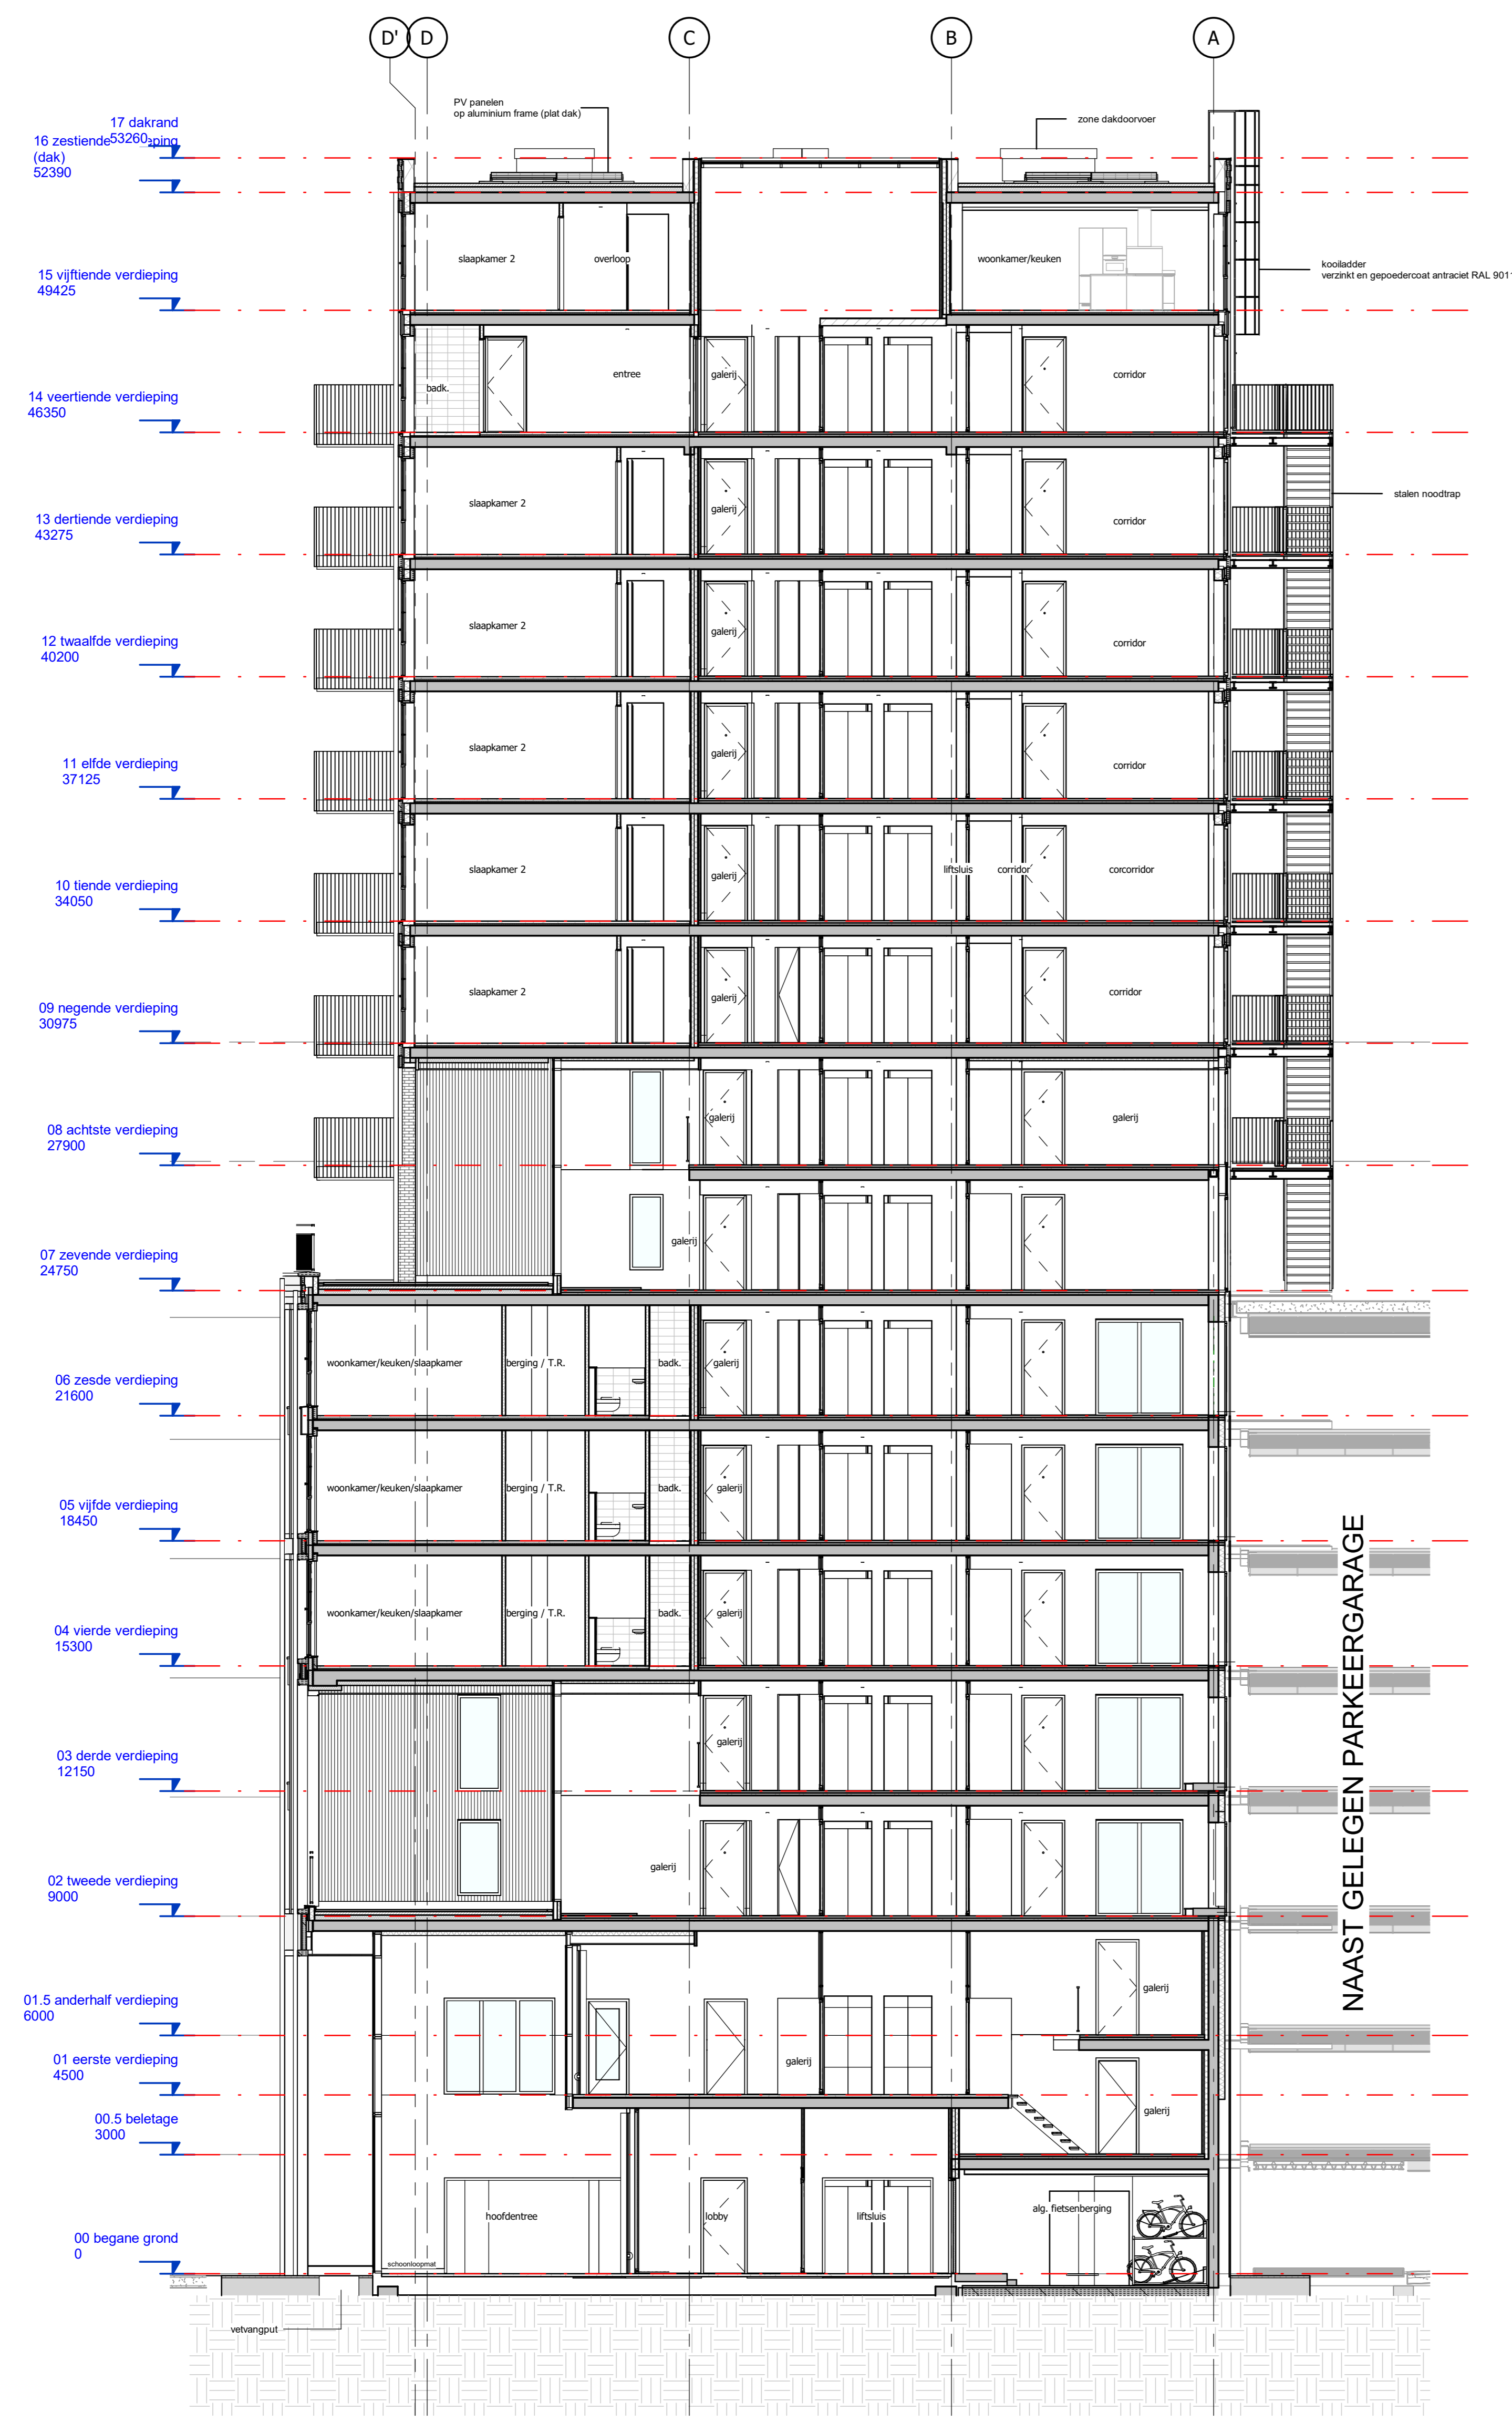 D' D C B A
PV panelen
op aluminium frame (plat dak)
zone dakdoorvoer
17 dakrand
53260
16 zestiende
(dak)
52390
slaapkamer 2 overloop woonkamer/keuken
kooiladder
verzinkt en gepoedercoat antraciet RAL 901
15 vijftiende verdieping
49425
badk. entree galerij corridor
14 veertiende verdieping
46350
stalen noodtrap
slaapkamer 2 galerij corridor
13 dertiende verdieping
43275
slaapkamer 2 galerij corridor
12 twaalfde verdieping
40200
slaapkamer 2 galerij corridor
11 elfde verdieping
37125
slaapkamer 2 galerij liftsluis corridor corcorridor
10 tiende verdieping
34050
slaapkamer 2 galerij corridor
09 negende verdieping
30975
galerij galerij
08 achtste verdieping
27900
galerij
07 zevende verdieping
24750
woonkamer/keuken/slaapkamer berging / T.R. badk. galerij
06 zesde verdieping
21600
woonkamer/keuken/slaapkamer berging / T.R. badk. galerij
05 vijfde verdieping
18450
woonkamer/keuken/slaapkamer berging / T.R. badk. galerij
04 vierde verdieping
15300
NAAST GELEGEN PARKEERGARAGE
galerij
03 derde verdieping
12150
galerij
02 tweede verdieping
9000
galerij
01.5 anderhalf verdieping
6000
galerij
01 eerste verdieping
4500
galerij
00.5 beletage
3000
alg. fietsenberging
hoofdentree lobby liftsluis
00 begane grond
0
schoonloopmat
vetvangput